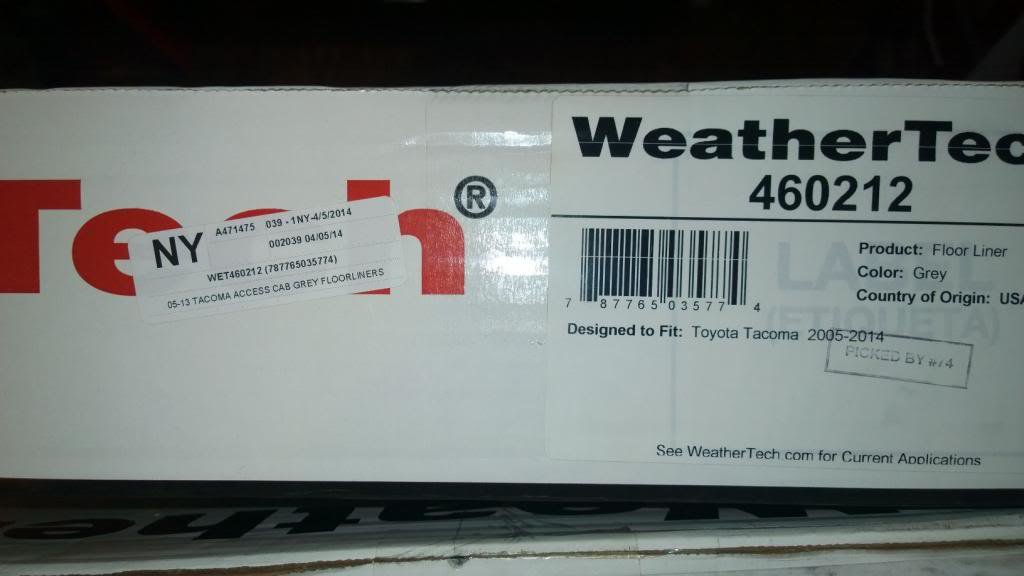 Tech®
NY
A471475 039 - 1NY-4/5/2014
002039 04/05/14
WET460212 (787765035774)
05-13 TACOMA ACCESS CAB GREY FLOORLINERS
WeatherTec
460212
7 87765 03577 4
Product: Floor Liner
Color: Grey
Country of Origin: USA
Designed to Fit: Toyota Tacoma 2005-2014
LABEL
(ETIQUETA)
PICKED BY #74
See WeatherTech.com for Current Applications